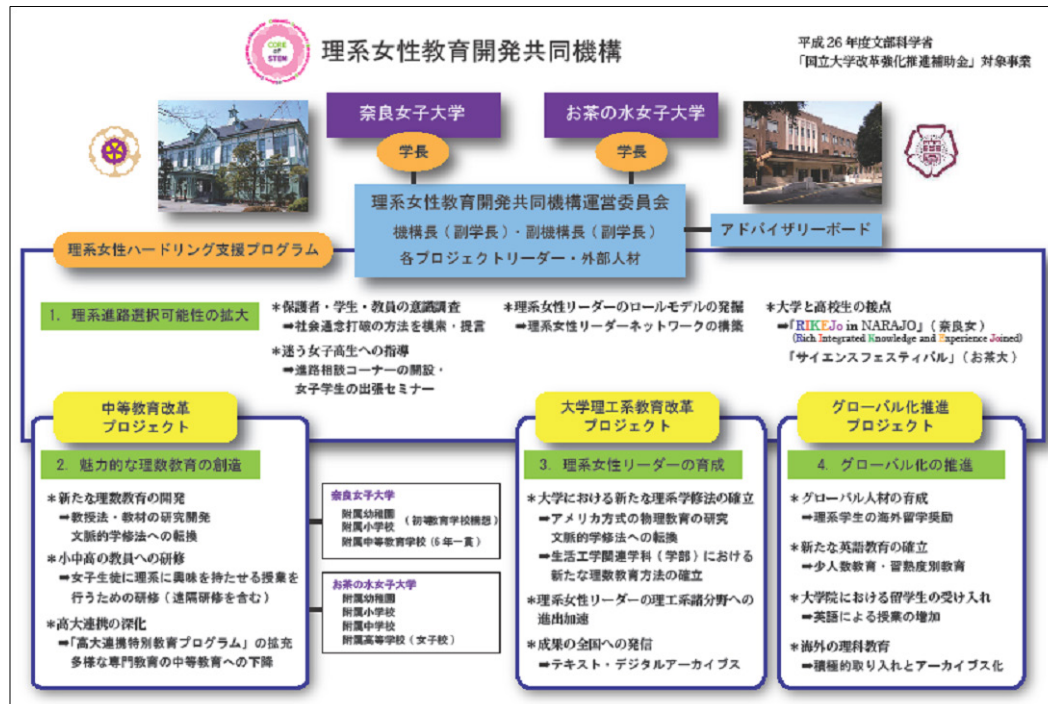 CORE of STEM
理系女性教育開発共同機構
平成26年度文部科学省
「国立大学改革強化推進補助金」対象事業
奈良女子大学
お茶の水女子大学
学長
学長
理系女性教育開発共同機構運営委員会
機構長(副学長)・副機構長(副学長)
各プロジェクトリーダー・外部人材
アドバイザリーボード
理系女性ハードリング支援プログラム
1. 理系進路選択可能性の拡大
*保護者・学生・教員の意識調査
➡社会通念打破の方法を模索・提言
*迷う女子高生への指導
➡進路相談コーナーの開設・
女子学生の出張セミナー
*理系女性リーダーのロールモデルの発掘
➡理系女性リーダーネットワークの構築
*大学と高校生の接点
➡「RIKEJo in NARAJO」(奈良女)
(Rich Integrated Knowledge and Experience Joined)
「サイエンスフェスティバル」(お茶大)
中等教育改革
プロジェクト
2. 魅力的な理数教育の創造
*新たな理数教育の開発
➡教授法・教材の研究開発
文脈的学修法への転換
*小中高の教員への研修
➡女子生徒に理系に興味を持たせる授業を
行うための研修(遠隔研修を含む)
*高大連携の深化
➡「高大連携特別教育プログラム」の拡充
多様な専門教育の中等教育への下降
奈良女子大学
附属幼稚園
附属小学校
(初等教育学校構想)
附属中等教育学校(6年一貫)
お茶の水女子大学
附属幼稚園
附属小学校
附属中学校
附属高等学校(女子校)
大学理工系教育改革
プロジェクト
3. 理系女性リーダーの育成
*大学における新たな理系学修法の確立
➡アメリカ方式の物理教育の研究
文脈的学修法への転換
➡生活工学関連学科(学部)における
新たな理数教育方法の確立
*理系女性リーダーの理工系諸分野への
進出加速
*成果の全国への発信
➡テキスト・デジタルアーカイブス
グローバル化推進
プロジェクト
4. グローバル化の推進
*グローバル人材の育成
➡理系学生の海外留学奨励
*新たな英語教育の確立
➡少人数教育・習熟度別教育
*大学院における留学生の受け入れ
➡英語による授業の増加
*海外の理科教育
➡積極的取り入れとアーカイブス化